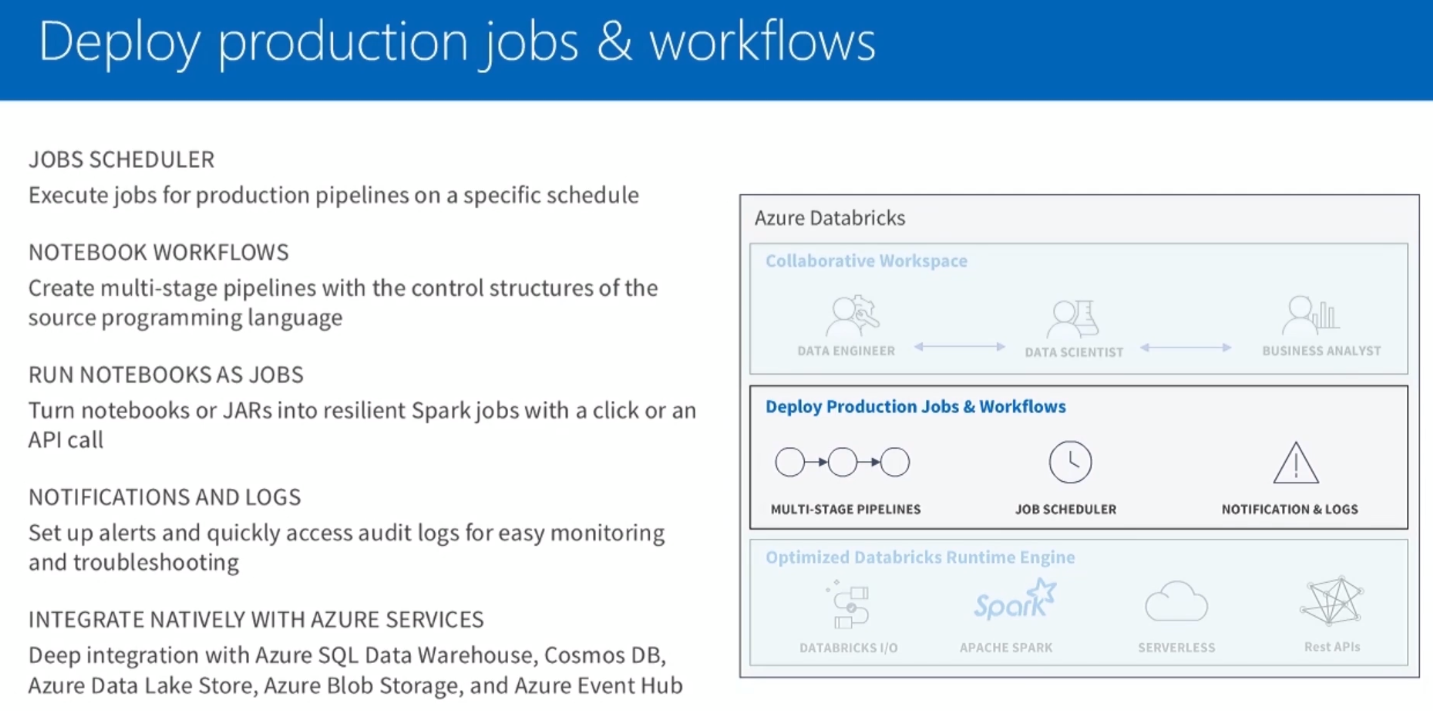 Deploy production jobs & workflows
JOBS SCHEDULER
Execute jobs for production pipelines on a specific schedule
NOTEBOOK WORKFLOWS
Create multi-stage pipelines with the control structures of the
source programming language
RUN NOTEBOOKS AS JOBS
Turn notebooks or JARs into resilient Spark jobs with a click or an
API call
NOTIFICATIONS AND LOGS
Set up alerts and quickly access audit logs for easy monitoring
and troubleshooting
INTEGRATE NATIVELY WITH AZURE SERVICES
Deep integration with Azure SQL Data Warehouse, Cosmos DB,
Azure Data Lake Store, Azure Blob Storage, and Azure Event Hub
Azure Databricks
Collaborative Workspace
DATA ENGINEER
DATA SCIENTIST
BUSINESS ANALYST
Deploy Production Jobs & Workflows
MULTI-STAGE PIPELINES
JOB SCHEDULER
NOTIFICATION & LOGS
Optimized Databricks Runtime Engine
Spark
DATABRICKS I/O
APACHE SPARK
SERVERLESS
Rest APIs